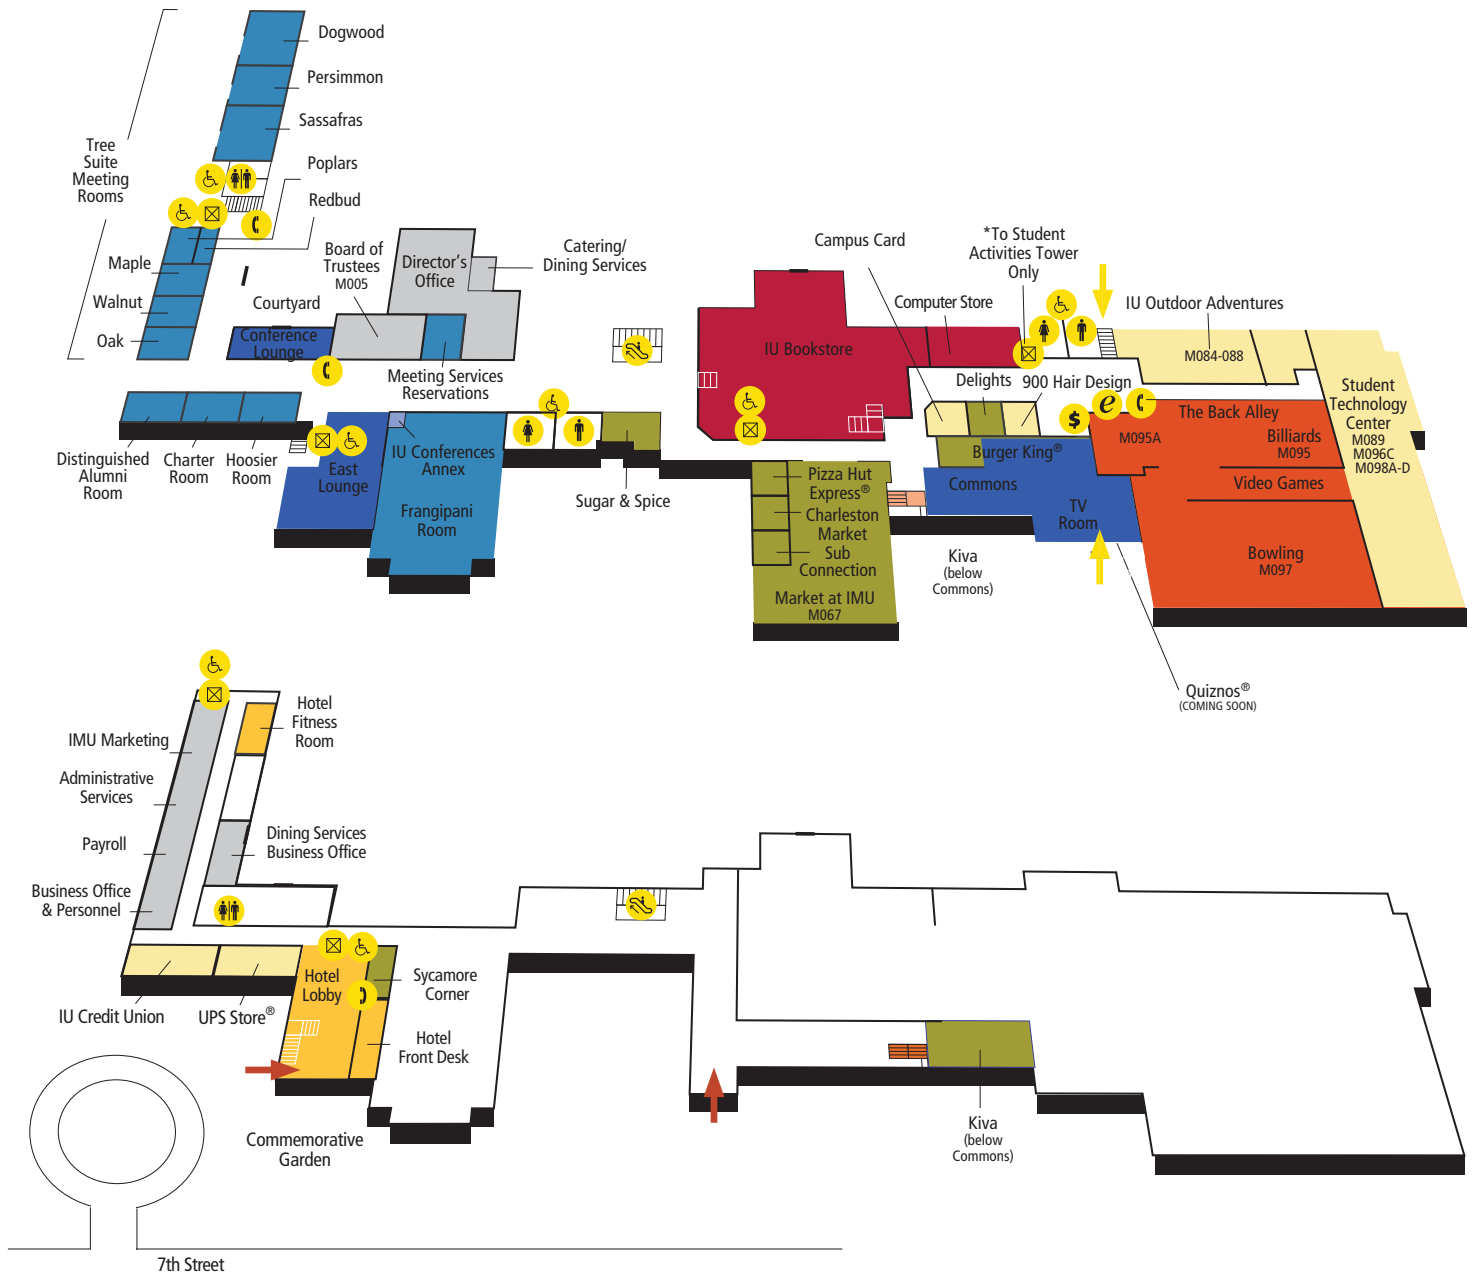 Dogwood
Persimmon
Sassafras
Tree
Suite
Meeting
Rooms
Poplars
Redbud
Maple
Walnut
Oak
Courtyard
Board of
Trustees
M005
Director's
Office
Catering/
Dining Services
Conference
Lounge
Meeting Services
Reservations
Campus Card
*To Student
Activities Tower
Only
Computer Store
IU Outdoor Adventures
IU Bookstore
M084-088
Delights
900 Hair Design
Student
Technology
Center
M089
M096C
M098A-D
$
e
The Back Alley
M095A
Billiards
M095
Video Games
Burger King®
Commons
TV
Room
Bowling
M097
Distinguished
Alumni
Room
Charter
Room
Hoosier
Room
East
Lounge
IU Conferences
Annex
Frangipani
Room
Sugar & Spice
Pizza Hut
Express®
Charleston
Market
Sub
Connection
Market at IMU
M067
Kiva
(below
Commons)
Quiznos®
(COMING SOON)
Hotel
Fitness
Room
IMU Marketing
Administrative
Services
Payroll
Dining Services
Business Office
Business Office
& Personnel
Hotel
Lobby
Sycamore
Corner
IU Credit Union
UPS Store®
Hotel
Front Desk
Kiva
(below
Commons)
Commemorative
Garden
7th Street